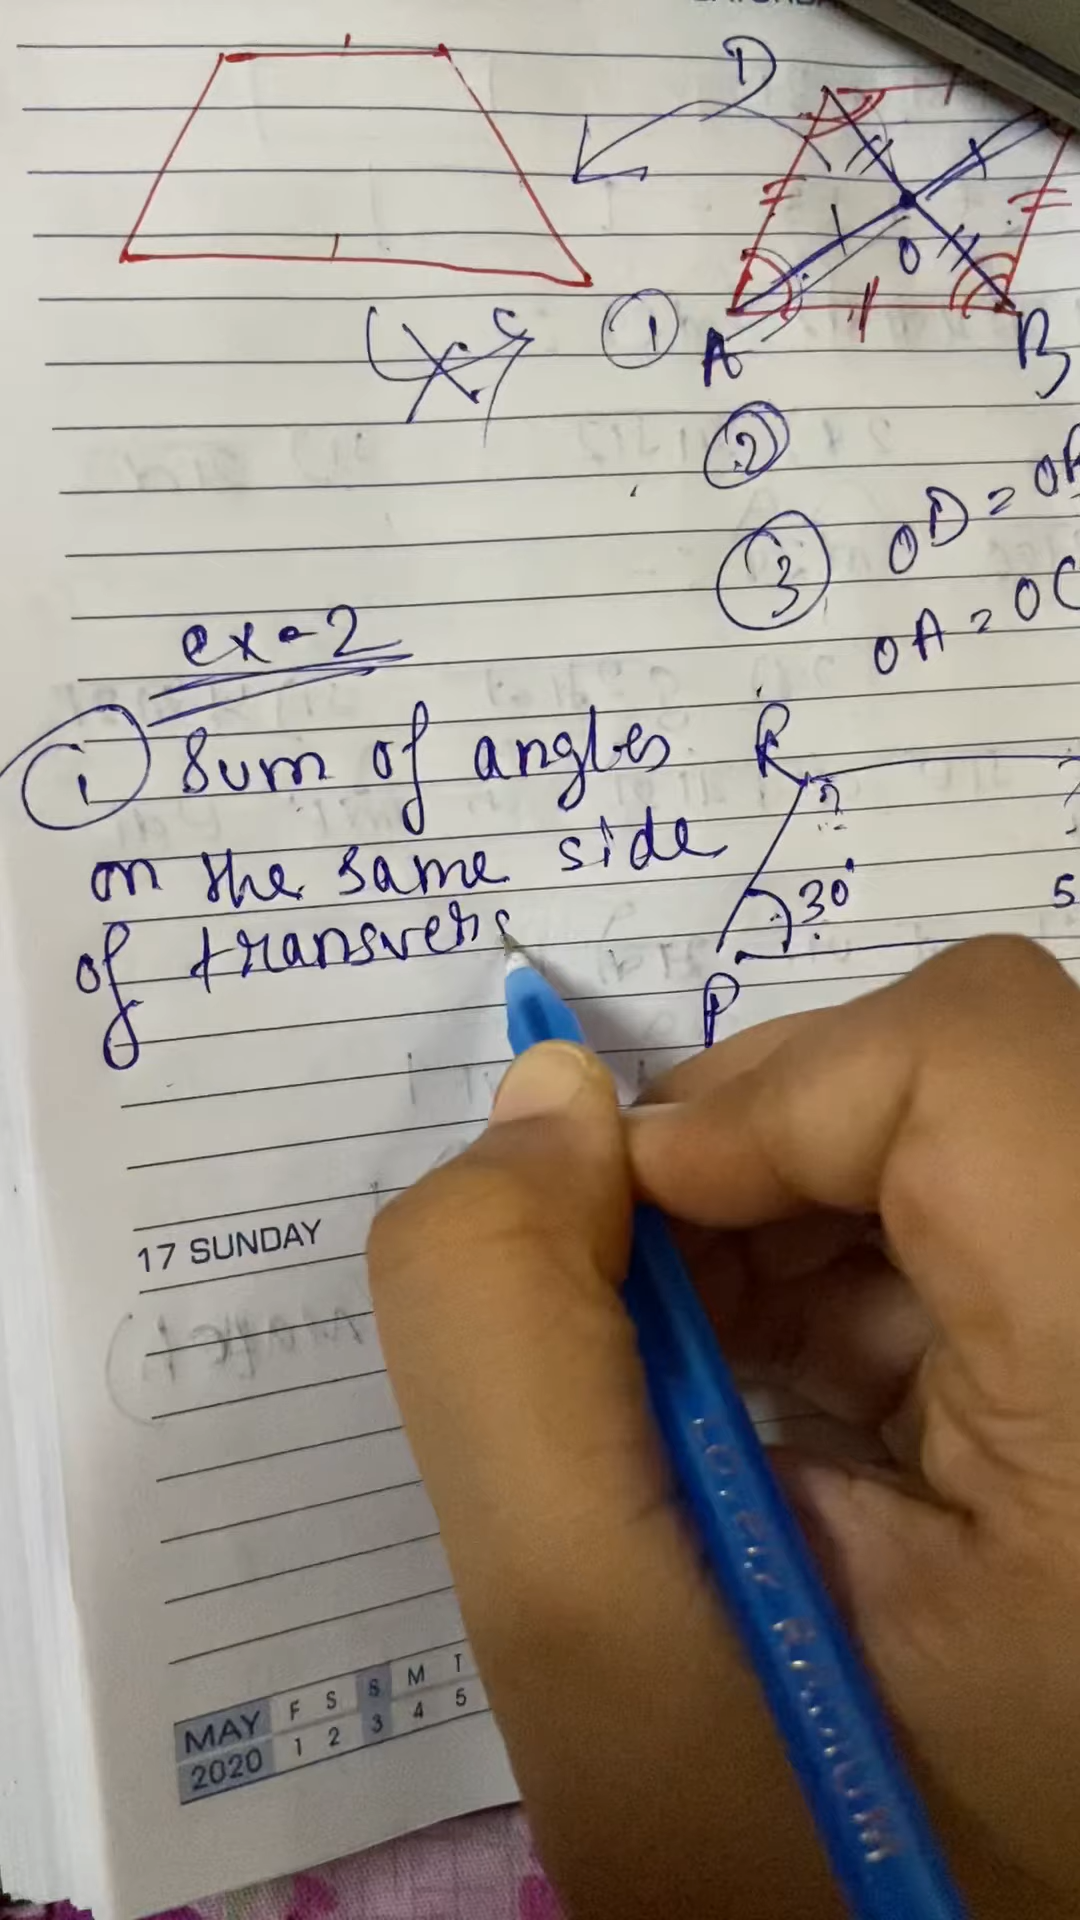 D
O
1
A
B
2
3
OD = O
OA = OC
ex-2
1 Sum of angles
on the same side
of transvers
R
?
30°
5
P
17 SUNDAY
MAY F S S M T
2020 1 2 3 4 5